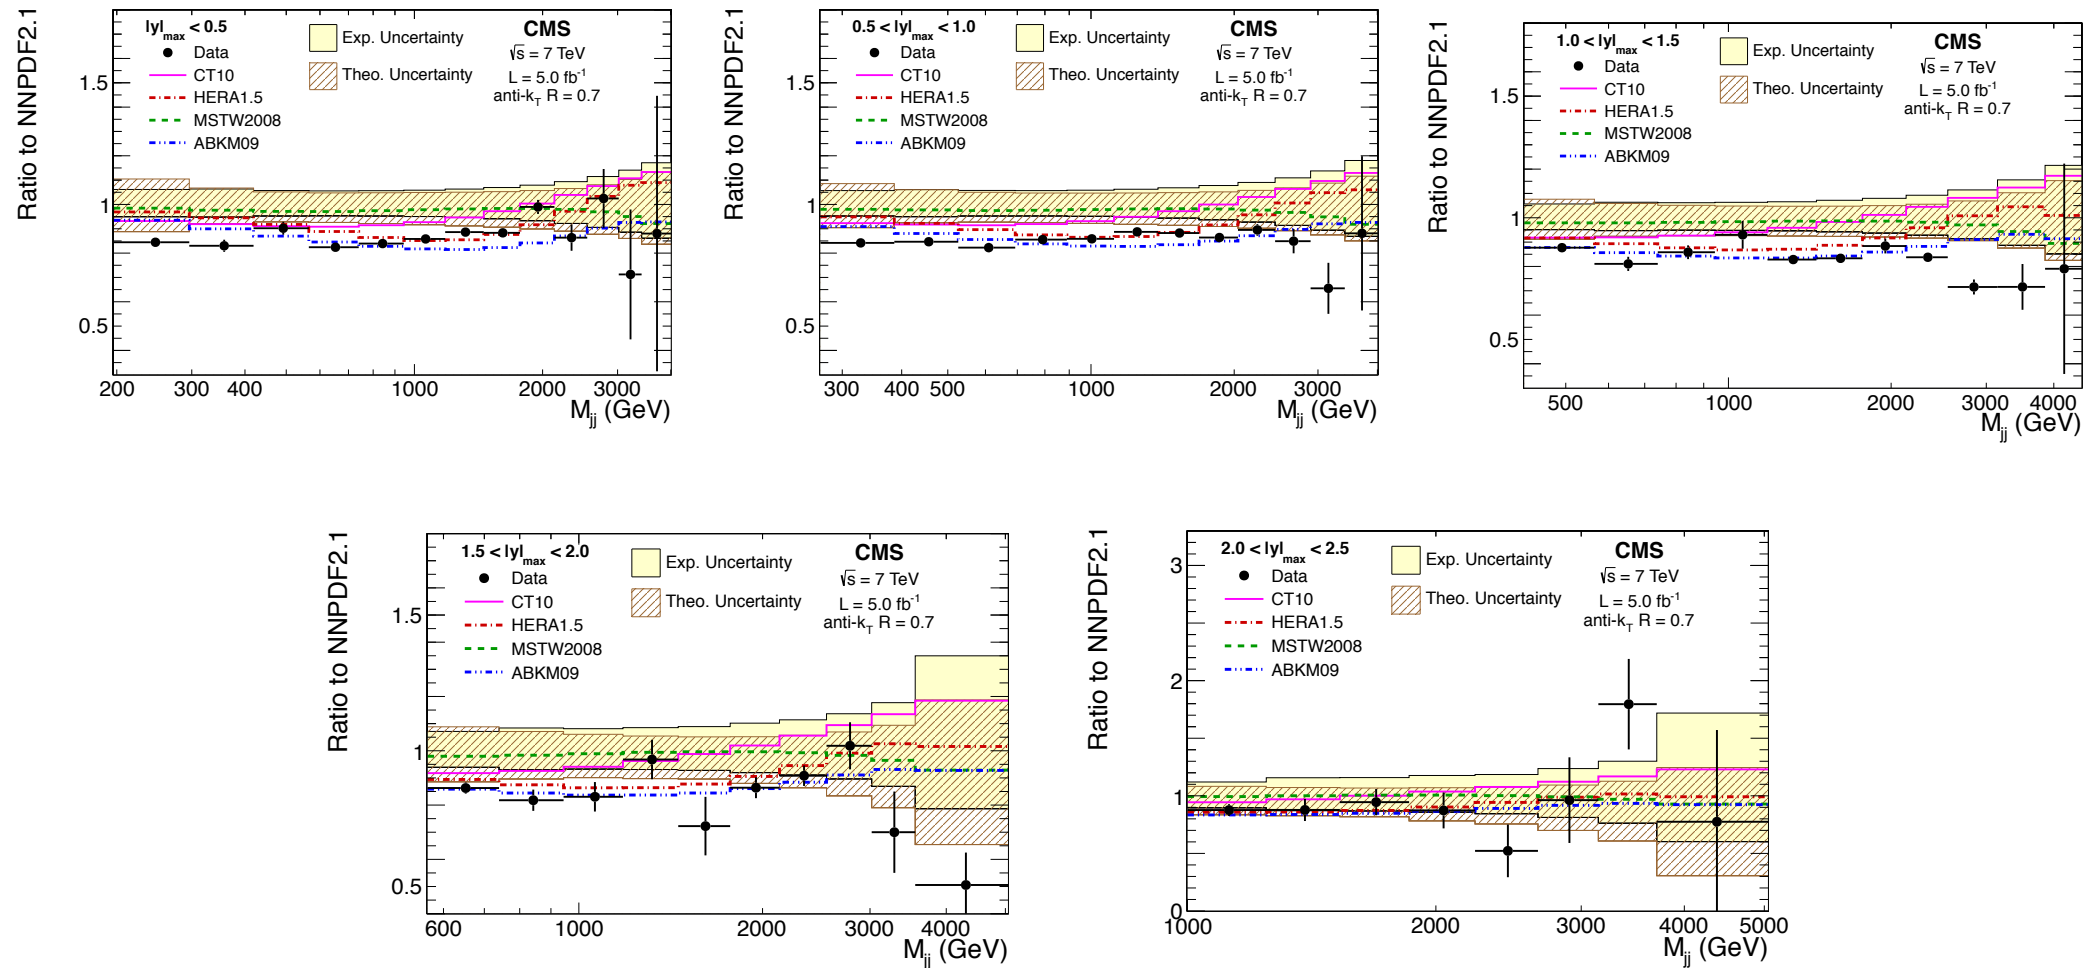 Ratio to NNPDF2.1
|y|max < 0.5
Data
CT10
HERA1.5
MSTW2008
ABKM09
Exp. Uncertainty
Theo. Uncertainty
CMS
√s = 7 TeV
L = 5.0 fb-1
anti-kT R = 0.7
1.5
1
0.5
200 300 400 1000 2000 3000
Mjj (GeV)
Ratio to NNPDF2.1
0.5 < |y|max < 1.0
Data
CT10
HERA1.5
MSTW2008
ABKM09
Exp. Uncertainty
Theo. Uncertainty
CMS
√s = 7 TeV
L = 5.0 fb-1
anti-kT R = 0.7
1.5
1
0.5
300 400 500 1000 2000 3000
Mjj (GeV)
Ratio to NNPDF2.1
1.0 < |y|max < 1.5
Data
CT10
HERA1.5
MSTW2008
ABKM09
Exp. Uncertainty
Theo. Uncertainty
CMS
√s = 7 TeV
L = 5.0 fb-1
anti-kT R = 0.7
1.5
1
0.5
500 1000 2000 3000 4000
Mjj (GeV)
Ratio to NNPDF2.1
1.5 < |y|max < 2.0
Data
CT10
HERA1.5
MSTW2008
ABKM09
Exp. Uncertainty
Theo. Uncertainty
CMS
√s = 7 TeV
L = 5.0 fb-1
anti-kT R = 0.7
1.5
1
0.5
600 1000 2000 3000 4000
Mjj (GeV)
Ratio to NNPDF2.1
2.0 < |y|max < 2.5
Data
CT10
HERA1.5
MSTW2008
ABKM09
Exp. Uncertainty
Theo. Uncertainty
CMS
√s = 7 TeV
L = 5.0 fb-1
anti-kT R = 0.7
3
2
1
0
1000 2000 3000 4000 5000
Mjj (GeV)